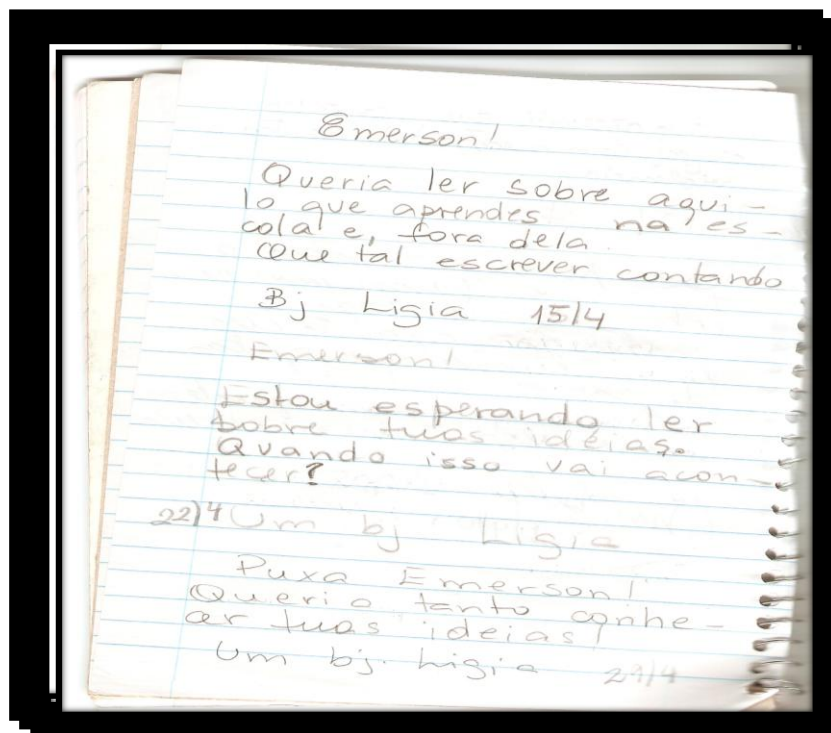 Emerson!
Queria ler sobre aqui-
lo que aprendes na es-
cola e, fora dela.
Que tal escrever contando
Bj Ligia 15/4
Emerson!
Estou esperando ler
sobre tuas idéias.
Quando isso vai acon-
tecer?
22/4 Um bj Ligia
Puxa Emerson!
Queria tanto conhe-
cer tuas ideias!
Um bj. Ligia 29/4